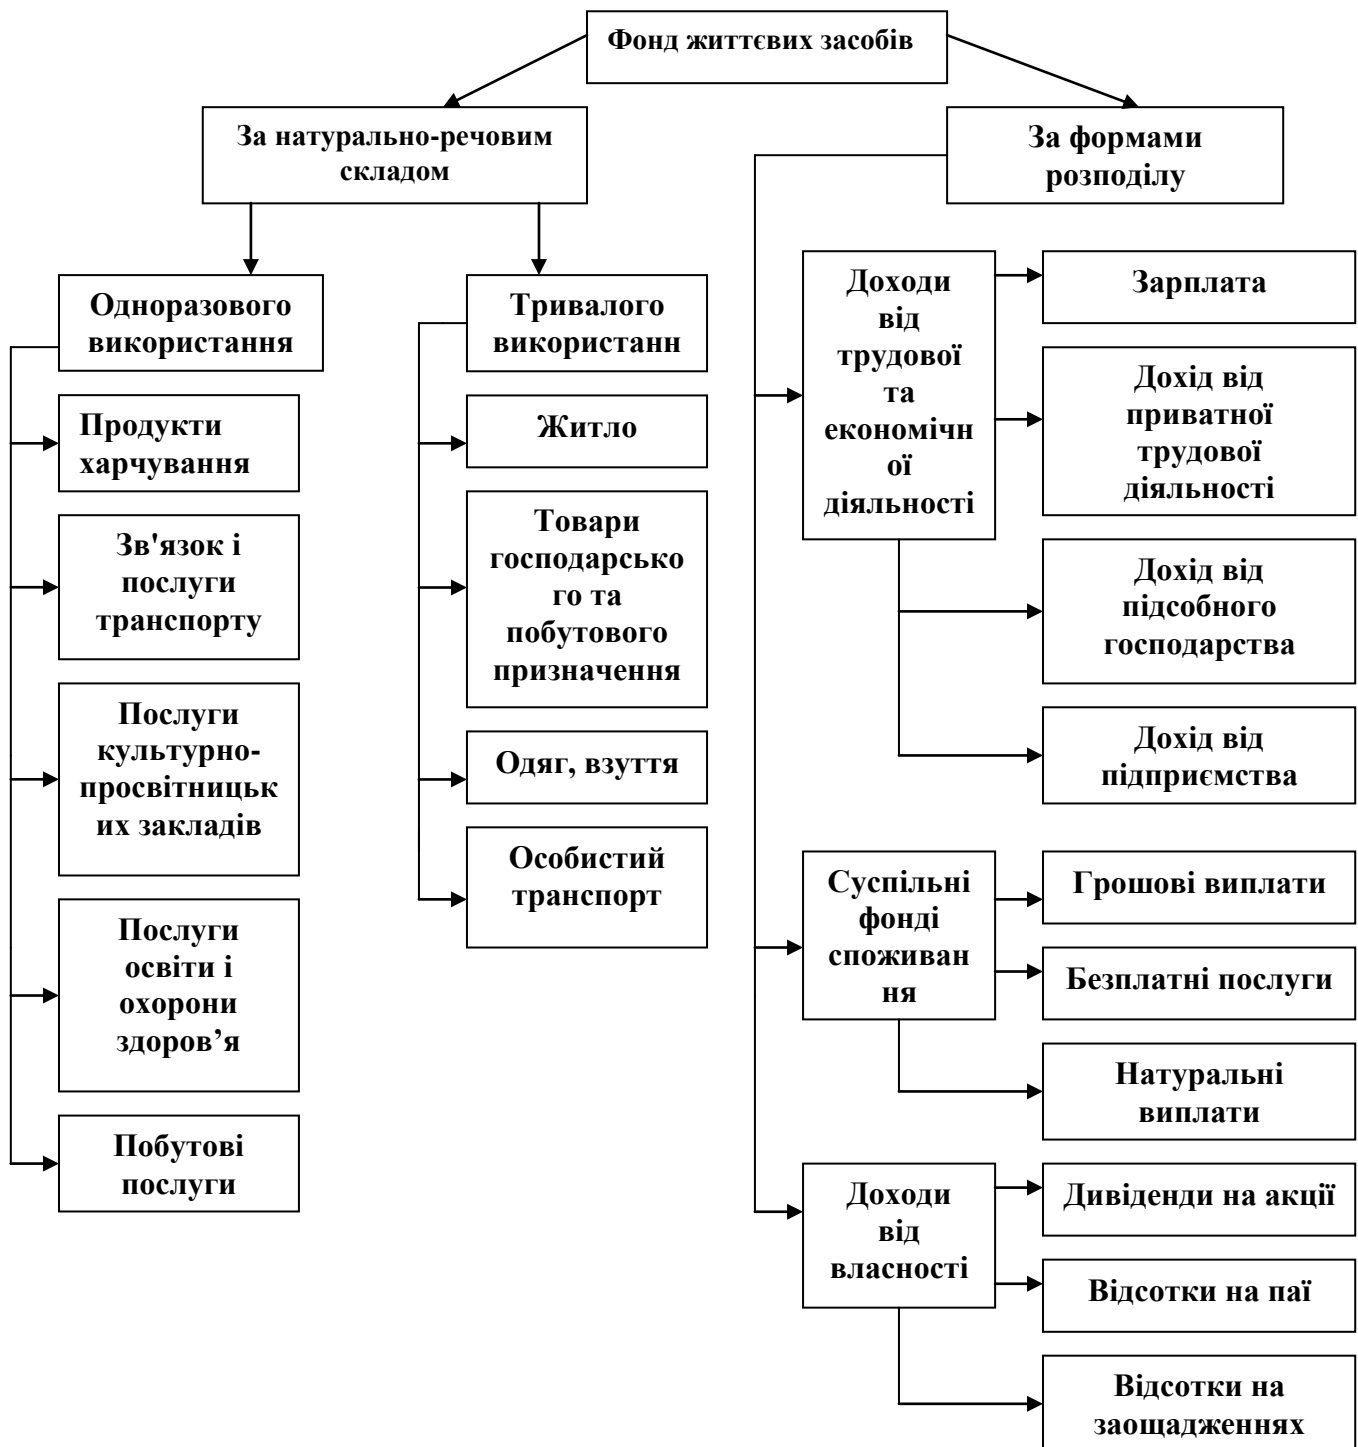 Фонд життєвих засобів
За натурально-речовим
складом
За формами
розподілу
Одноразового
використання
Тривалого
використанн
Продукти
харчування
Зв'язок і
послуги
транспорту
Послуги
культурно-
просвітницьк
их закладів
Послуги
освіти і
охорони
здоров’я
Побутові
послуги
Житло
Товари
господарсько
го та
побутового
призначення
Одяг, взуття
Особистий
транспорт
Доходи
від
трудової
та
економічн
ої
діяльності
Зарплата
Дохід від
приватної
трудової
діяльності
Дохід від
підсобного
господарства
Дохід від
підприємства
Суспільні
фонді
споживан
ня
Грошові виплати
Безплатні послуги
Натуральні
виплати
Доходи
від
власності
Дивіденди на акції
Відсотки на паї
Відсотки на
заощадженнях